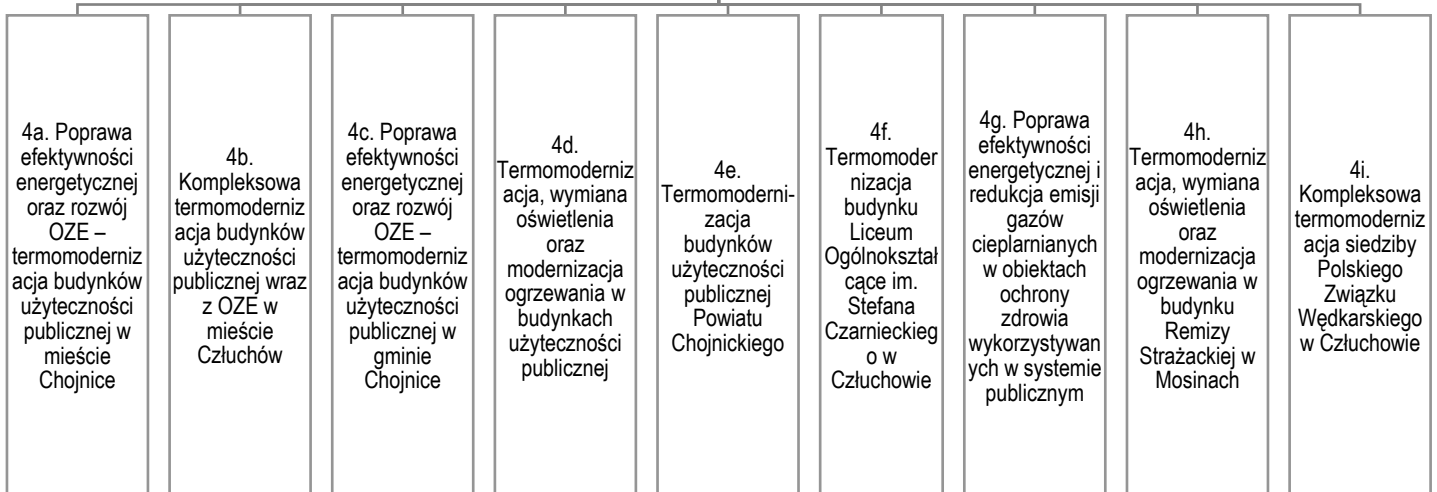 4a. Poprawa
efektywności
energetycznej
oraz rozwój
OZE –
termomoderniz
acja budynków
użyteczności
publicznej w
mieście
Chojnice
4b.
Kompleksowa
termomoderniz
acja budynków
użyteczności
publicznej wraz
z OZE w
mieście
Człuchów
4c. Poprawa
efektywności
energetycznej
oraz rozwój
OZE –
termomoderniz
acja budynków
użyteczności
publicznej w
gminie
Chojnice
4d.
Termomoderniz
acja, wymiana
oświetlenia
oraz
modernizacja
ogrzewania w
budynkach
użyteczności
publicznej
4e.
Termomoderni-
zacja
budynków
użyteczności
publicznej
Powiatu
Chojnickiego
4f.
Termomoder
nizacja
budynku
Liceum
Ogólnokształ
cące im.
Stefana
Czarnieckieg
o w
Człuchowie
4g. Poprawa
efektywności
energetycznej i
redukcja emisji
gazów
cieplarnianych
w obiektach
ochrony
zdrowia
wykorzystywan
ych w systemie
publicznym
4h.
Termomoderniz
acja, wymiana
oświetlenia
oraz
modernizacja
ogrzewania w
budynku
Remizy
Strażackiej w
Mosinach
4i.
Kompleksowa
termomoderniz
acja siedziby
Polskiego
Związku
Wędkarskiego
w Człuchowie